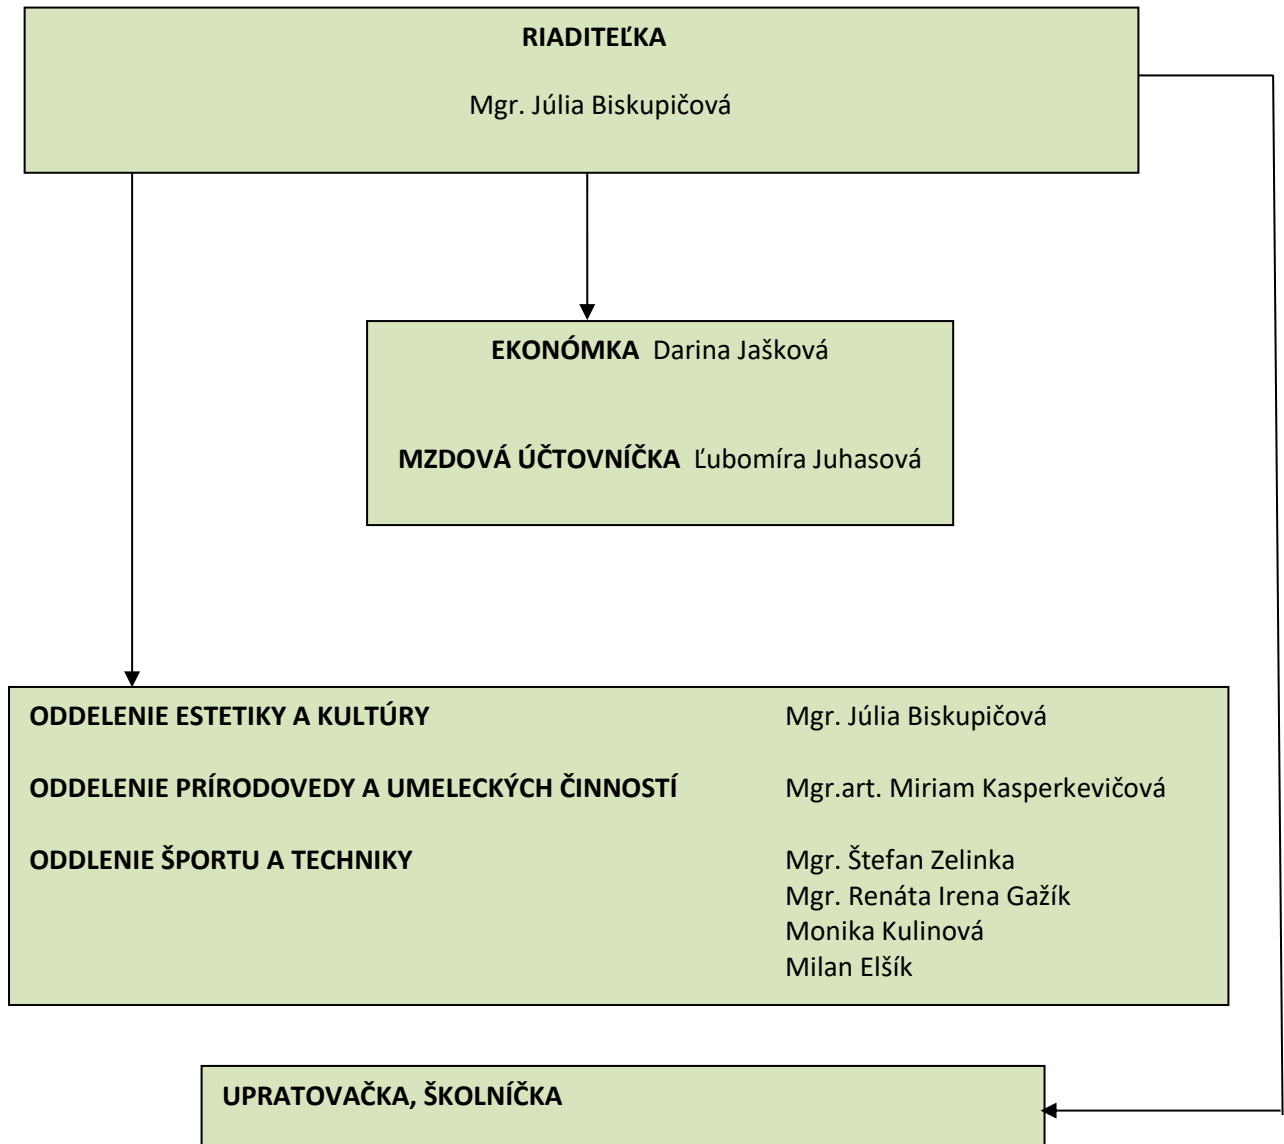 RIADITEĽKA
Mgr. Júlia Biskupičová
EKONÓMKA Darina Jašková
MZDOVÁ ÚČTOVNÍČKA Ľubomíra Juhasová
ODDELENIE ESTETIKY A KULTÚRY Mgr. Júlia Biskupičová
ODDELENIE PRÍRODOVEDY A UMELECKÝCH ČINNOSTÍ Mgr.art. Miriam Kasperkevičová
ODDLENIE ŠPORTU A TECHNIKY Mgr. Štefan Zelinka
Mgr. Renáta Irena Gažík
Monika Kulinová
Milan Elšík
UPRATOVAČKA, ŠKOLNÍČKA